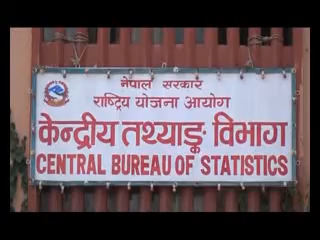 नेपाल सरकार
राष्ट्रिय योजना आयोग
केन्द्रीय तथ्याङ्क विभाग
CENTRAL BUREAU OF STATISTICS